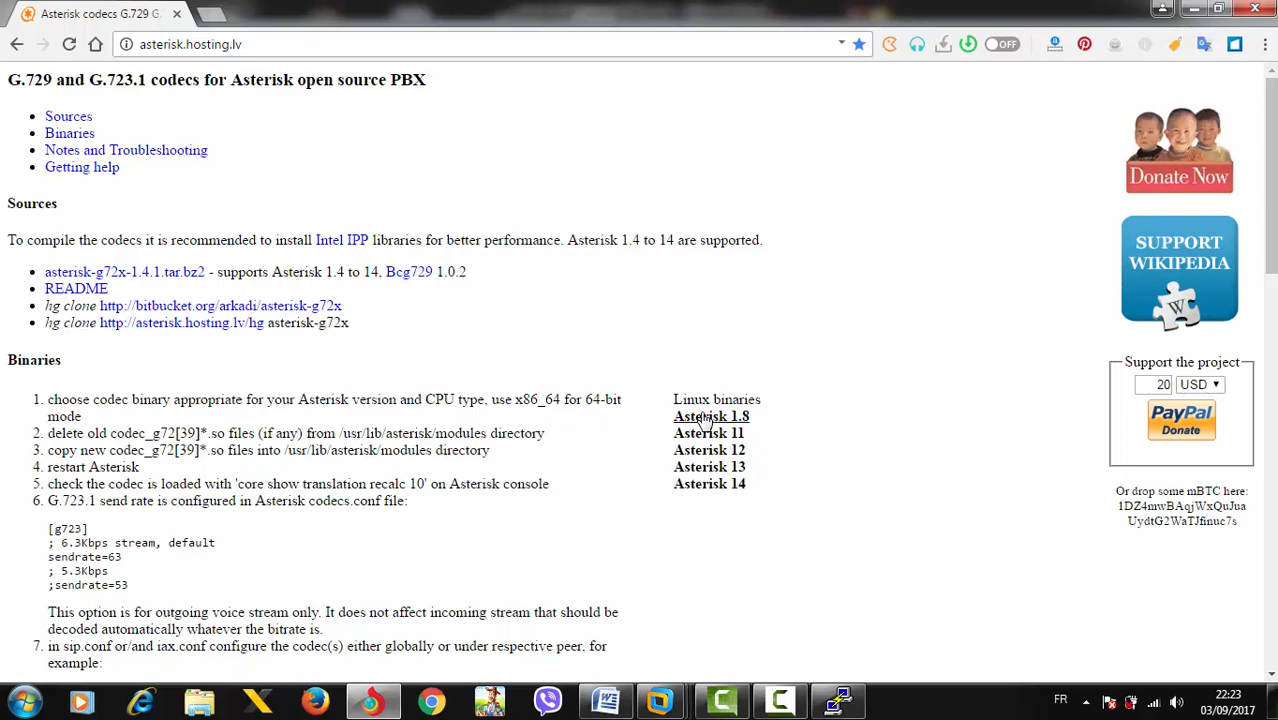 Asterisk codecs G.729 G.7
asterisk.hosting.lv
OFF
G.729 and G.723.1 codecs for Asterisk open source PBX
Sources
Binaries
Notes and Troubleshooting
Getting help
Sources
To compile the codecs it is recommended to install Intel IPP libraries for better performance. Asterisk 1.4 to 14 are supported.
asterisk-g72x-1.4.1.tar.bz2 - supports Asterisk 1.4 to 14, Bcg729 1.0.2
README
hg clone http://bitbucket.org/arkadi/asterisk-g72x
hg clone http://asterisk.hosting.lv/hg asterisk-g72x
Binaries
1. choose codec binary appropriate for your Asterisk version and CPU type, use x86_64 for 64-bit
mode
2. delete old codec_g72[39]*.so files (if any) from /usr/lib/asterisk/modules directory
3. copy new codec_g72[39]*.so files into /usr/lib/asterisk/modules directory
4. restart Asterisk
5. check the codec is loaded with 'core show translation recalc 10' on Asterisk console
6. G.723.1 send rate is configured in Asterisk codecs.conf file:
[g723]
; 6.3Kbps stream, default
sendrate=63
; 5.3Kbps
;sendrate=53
This option is for outgoing voice stream only. It does not affect incoming stream that should be
decoded automatically whatever the bitrate is.
7. in sip.conf or/and iax.conf configure the codec(s) either globally or under respective peer, for
example:
Linux binaries
Asterisk 1.8
Asterisk 11
Asterisk 12
Asterisk 13
Asterisk 14
Donate Now
SUPPORT
WIKIPEDIA
W
Support the project
20 USD
PayPal
Donate
Or drop some mBTC here:
1DZ4mwBAqjWxQuJua
UydtG2WaTJfinuc7s
FR
22:23
03/09/2017